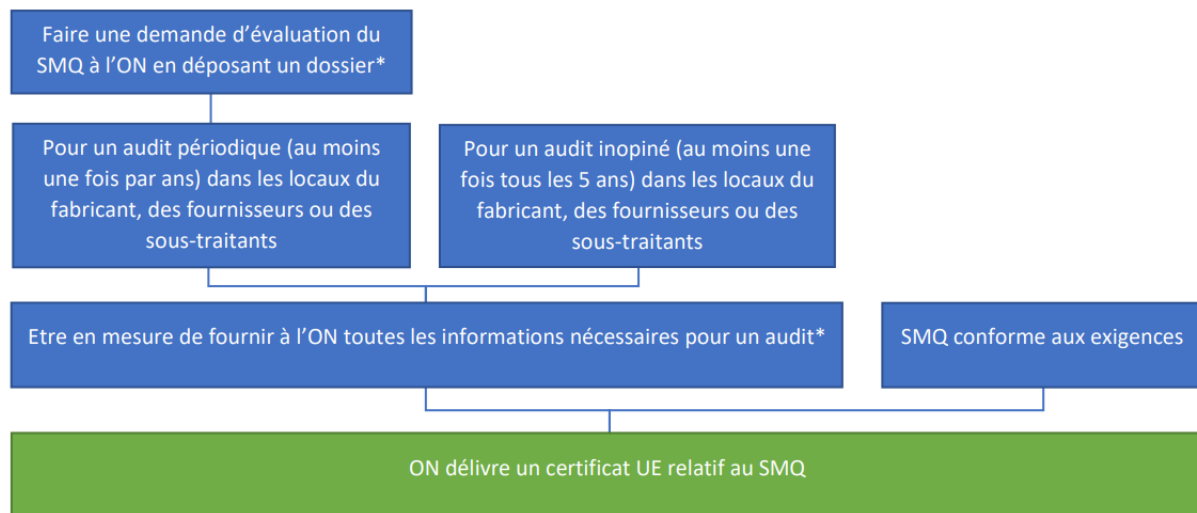 Faire une demande d’évaluation du
SMQ à l’ON en déposant un dossier*
Pour un audit périodique (au moins
une fois par ans) dans les locaux du
fabricant, des fournisseurs ou des
sous-traitants
Pour un audit inopiné (au moins une
fois tous les 5 ans) dans les locaux du
fabricant, des fournisseurs ou des
sous-traitants
Etre en mesure de fournir à l’ON toutes les informations nécessaires pour un audit*
SMQ conforme aux exigences
ON délivre un certificat UE relatif au SMQ